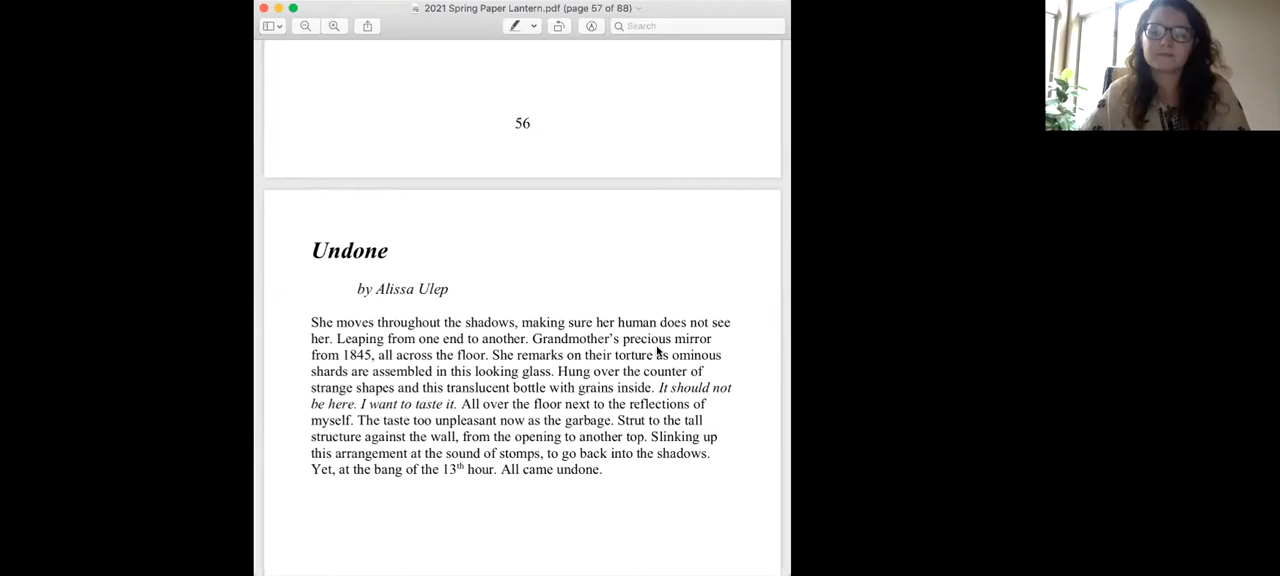 2021 Spring Paper Lantern.pdf (page 57 of 88)
Search
56
Undone
by Alissa Ulep
She moves throughout the shadows, making sure her human does not see
her. Leaping from one end to another. Grandmother’s precious mirror
from 1845, all across the floor. She remarks on their torture as ominous
shards are assembled in this looking glass. Hung over the counter of
strange shapes and this translucent bottle with grains inside. It should not
be here. I want to taste it. All over the floor next to the reflections of
myself. The taste too unpleasant now as the garbage. Strut to the tall
structure against the wall, from the opening to another top. Slinking up
this arrangement at the sound of stomps, to go back into the shadows.
Yet, at the bang of the 13th hour. All came undone.